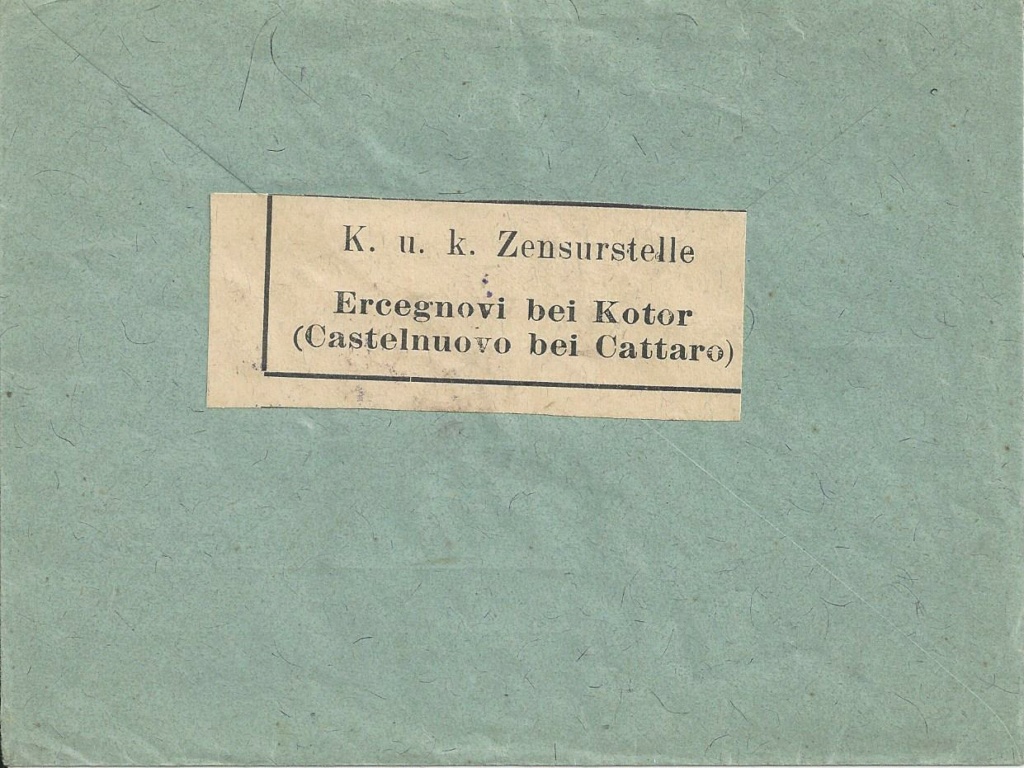 K. u. k. Zensurstelle
Ercegnovi bei Kotor
(Castelnuovo bei Cattaro)